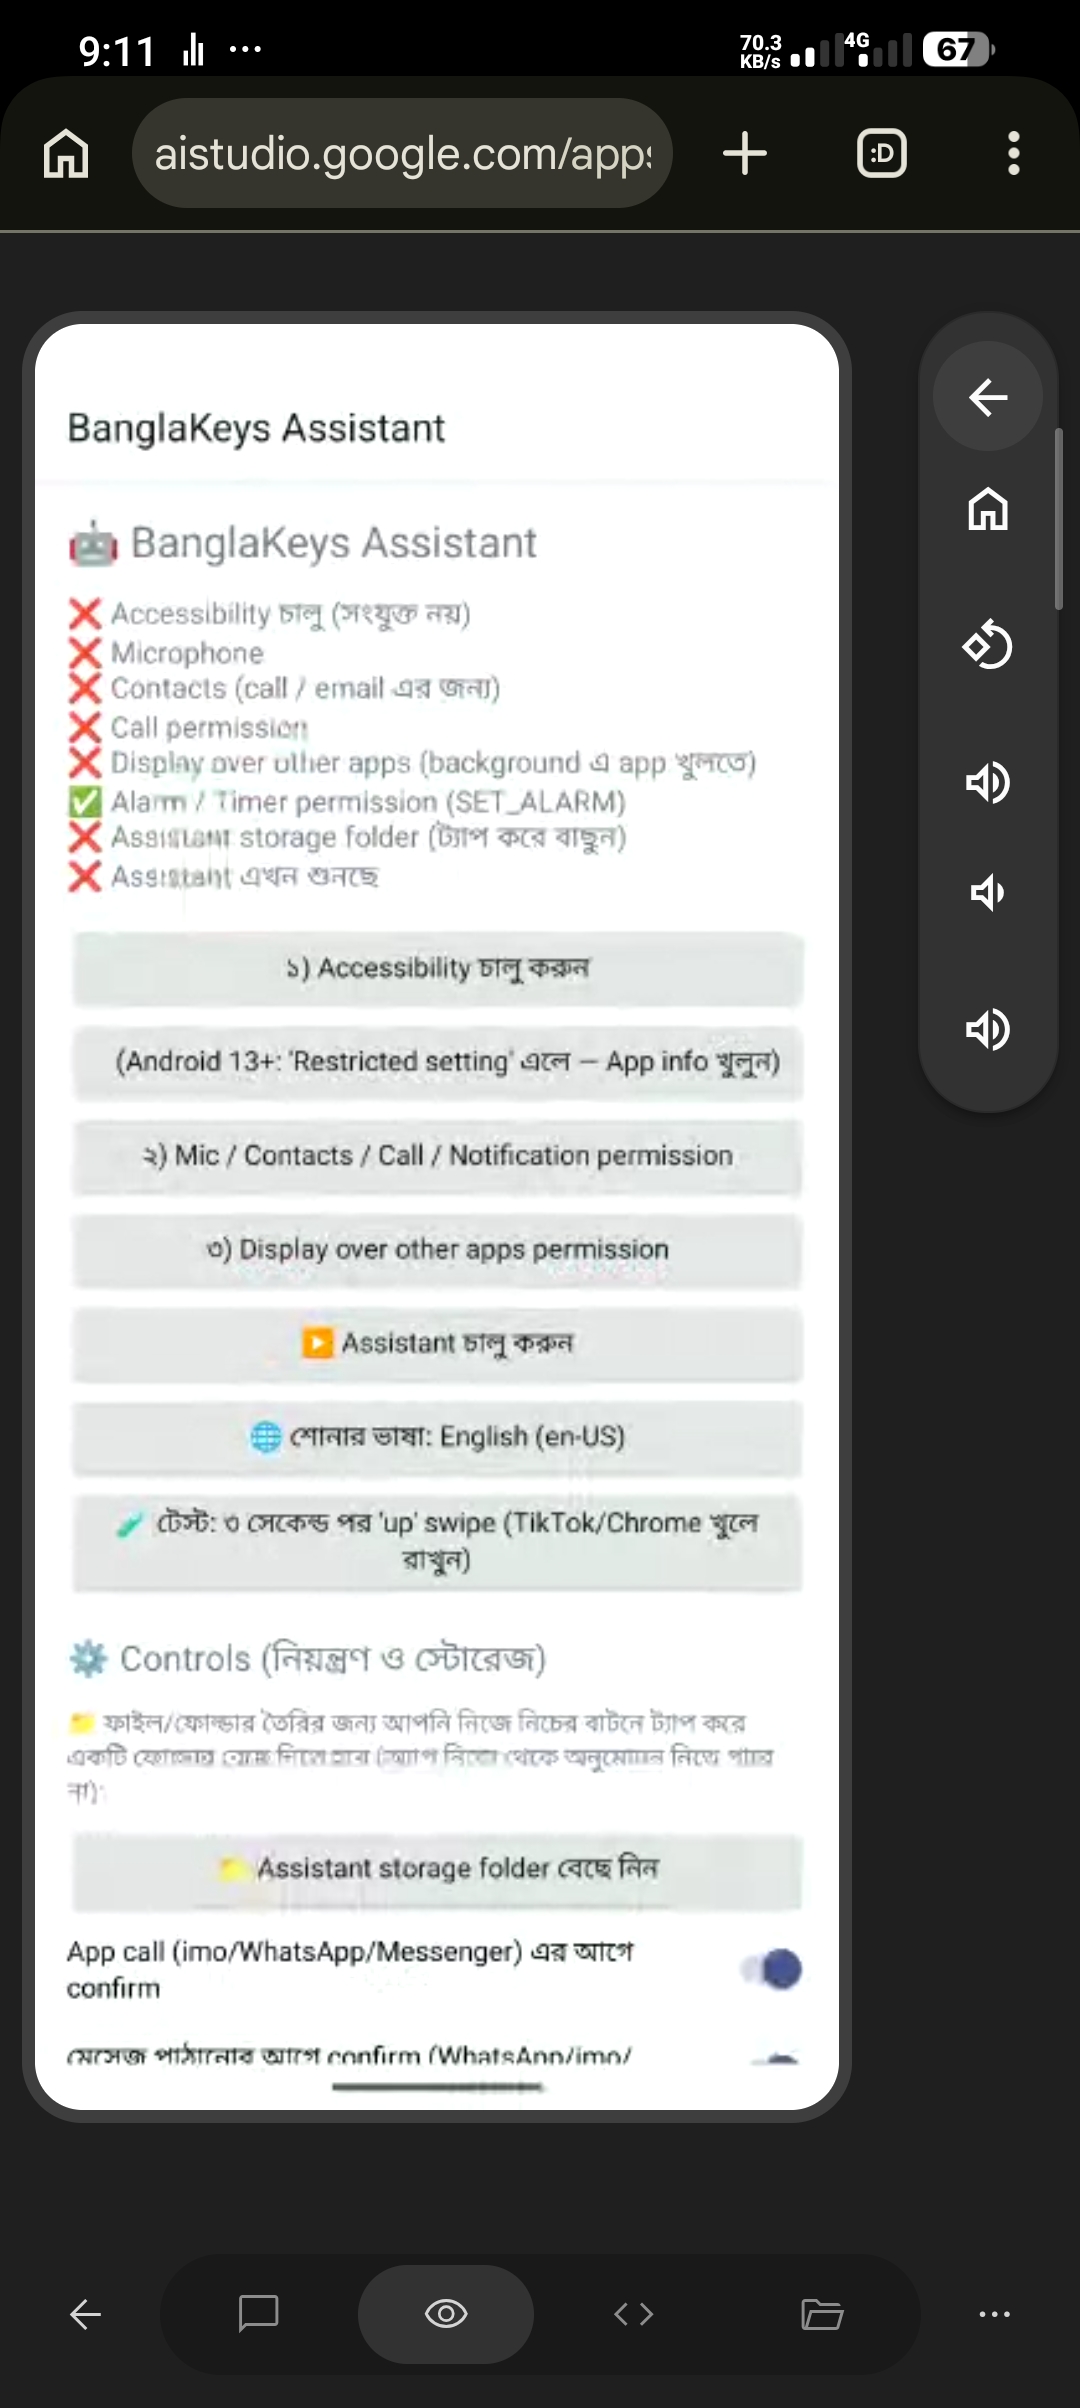 9:11
70.3
KB/s
4G
67
aistudio.google.com/apps
:D
BanglaKeys Assistant
🤖 BanglaKeys Assistant
❌ Accessibility চালু (সংযুক্ত নয়)
❌ Microphone
❌ Contacts (call / email এর জন্য)
❌ Call permission
❌ Display over other apps (background এ app খুলতে)
✅ Alarm / Timer permission (SET_ALARM)
❌ Assistant storage folder (ট্যাপ করে বাছুন)
❌ Assistant এখন শুনছে
১) Accessibility চালু করুন
(Android 13+: 'Restricted setting' এলে – App info খুলুন)
২) Mic / Contacts / Call / Notification permission
৩) Display over other apps permission
▶️ Assistant চালু করুন
🌐 শোনার ভাষা: English (en-US)
🧪 টেস্ট: ৩ সেকেন্ড পর 'up' swipe (TikTok/Chrome খুলে
রাখুন)
⚙️ Controls (নিয়ন্ত্রণ ও স্টোরেজ)
📁 ফাইল/ফোল্ডার তৈরির জন্য আপনি নিজে নিচের বাটনে ট্যাপ করে
একটি ফোল্ডার বেছে দিতে হবে (অ্যাপ নিজে থেকে অনুমোদন নিতে পারে
না):
📁 Assistant storage folder বেছে নিন
App call (imo/WhatsApp/Messenger) এর আগে
confirm
মেসেজ পাঠানোর আগে confirm (WhatsApp/imo/